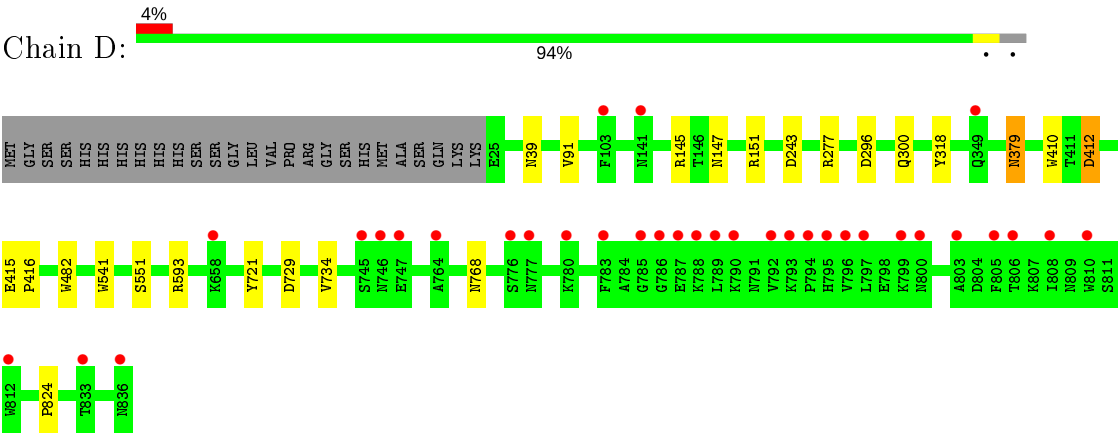 4%
Chain D:
94%
MET GLY SER SER HIS HIS HIS HIS HIS HIS SER SER GLY LEU VAL PRO ARG GLY SER HIS MET ALA SER GLN LYS LYS E25 N39 V91 F103 N141 R145 T146 N147 R151 D243 R277 D296 Q300 Y318 Q349 N379 W410 T411 D412
E415 P416 W482 W541 S551 R593 K658 Y721 D729 V734 S745 N746 E747 A764 N768 S776 N777 K780 F783 A784 G785 G786 E787 K788 L789 K790 N791 V792 K793 P794 H795 V796 L797 E798 K799 N800 A803 D804 F805 T806 K807 I808 N809 W810 S811
W812 P824 T833 N836